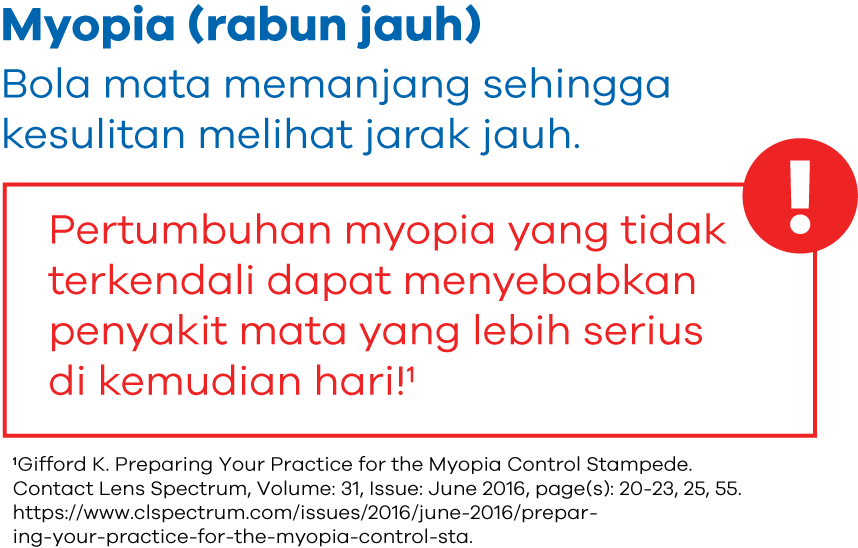 Myopia (rabun jauh)
Bola mata memanjang sehingga
kesulitan melihat jarak jauh.
!
Pertumbuhan myopia yang tidak
terkendali dapat menyebabkan
penyakit mata yang lebih serius
di kemudian hari!¹
¹Gifford K. Preparing Your Practice for the Myopia Control Stampede.
Contact Lens Spectrum, Volume: 31, Issue: June 2016, page(s): 20-23, 25, 55.
https://www.clspectrum.com/issues/2016/june-2016/prepar-
ing-your-practice-for-the-myopia-control-sta.